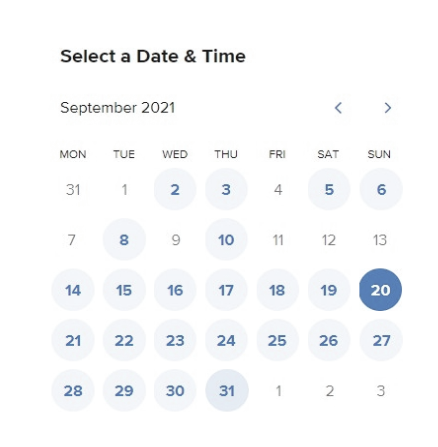 Select a Date & Time
September 2021
MON TUE WED THU FRI SAT SUN
31 1 2 3 4 5 6
7 8 9 10 11 12 13
14 15 16 17 18 19 20
21 22 23 24 25 26 27
28 29 30 31 1 2 3